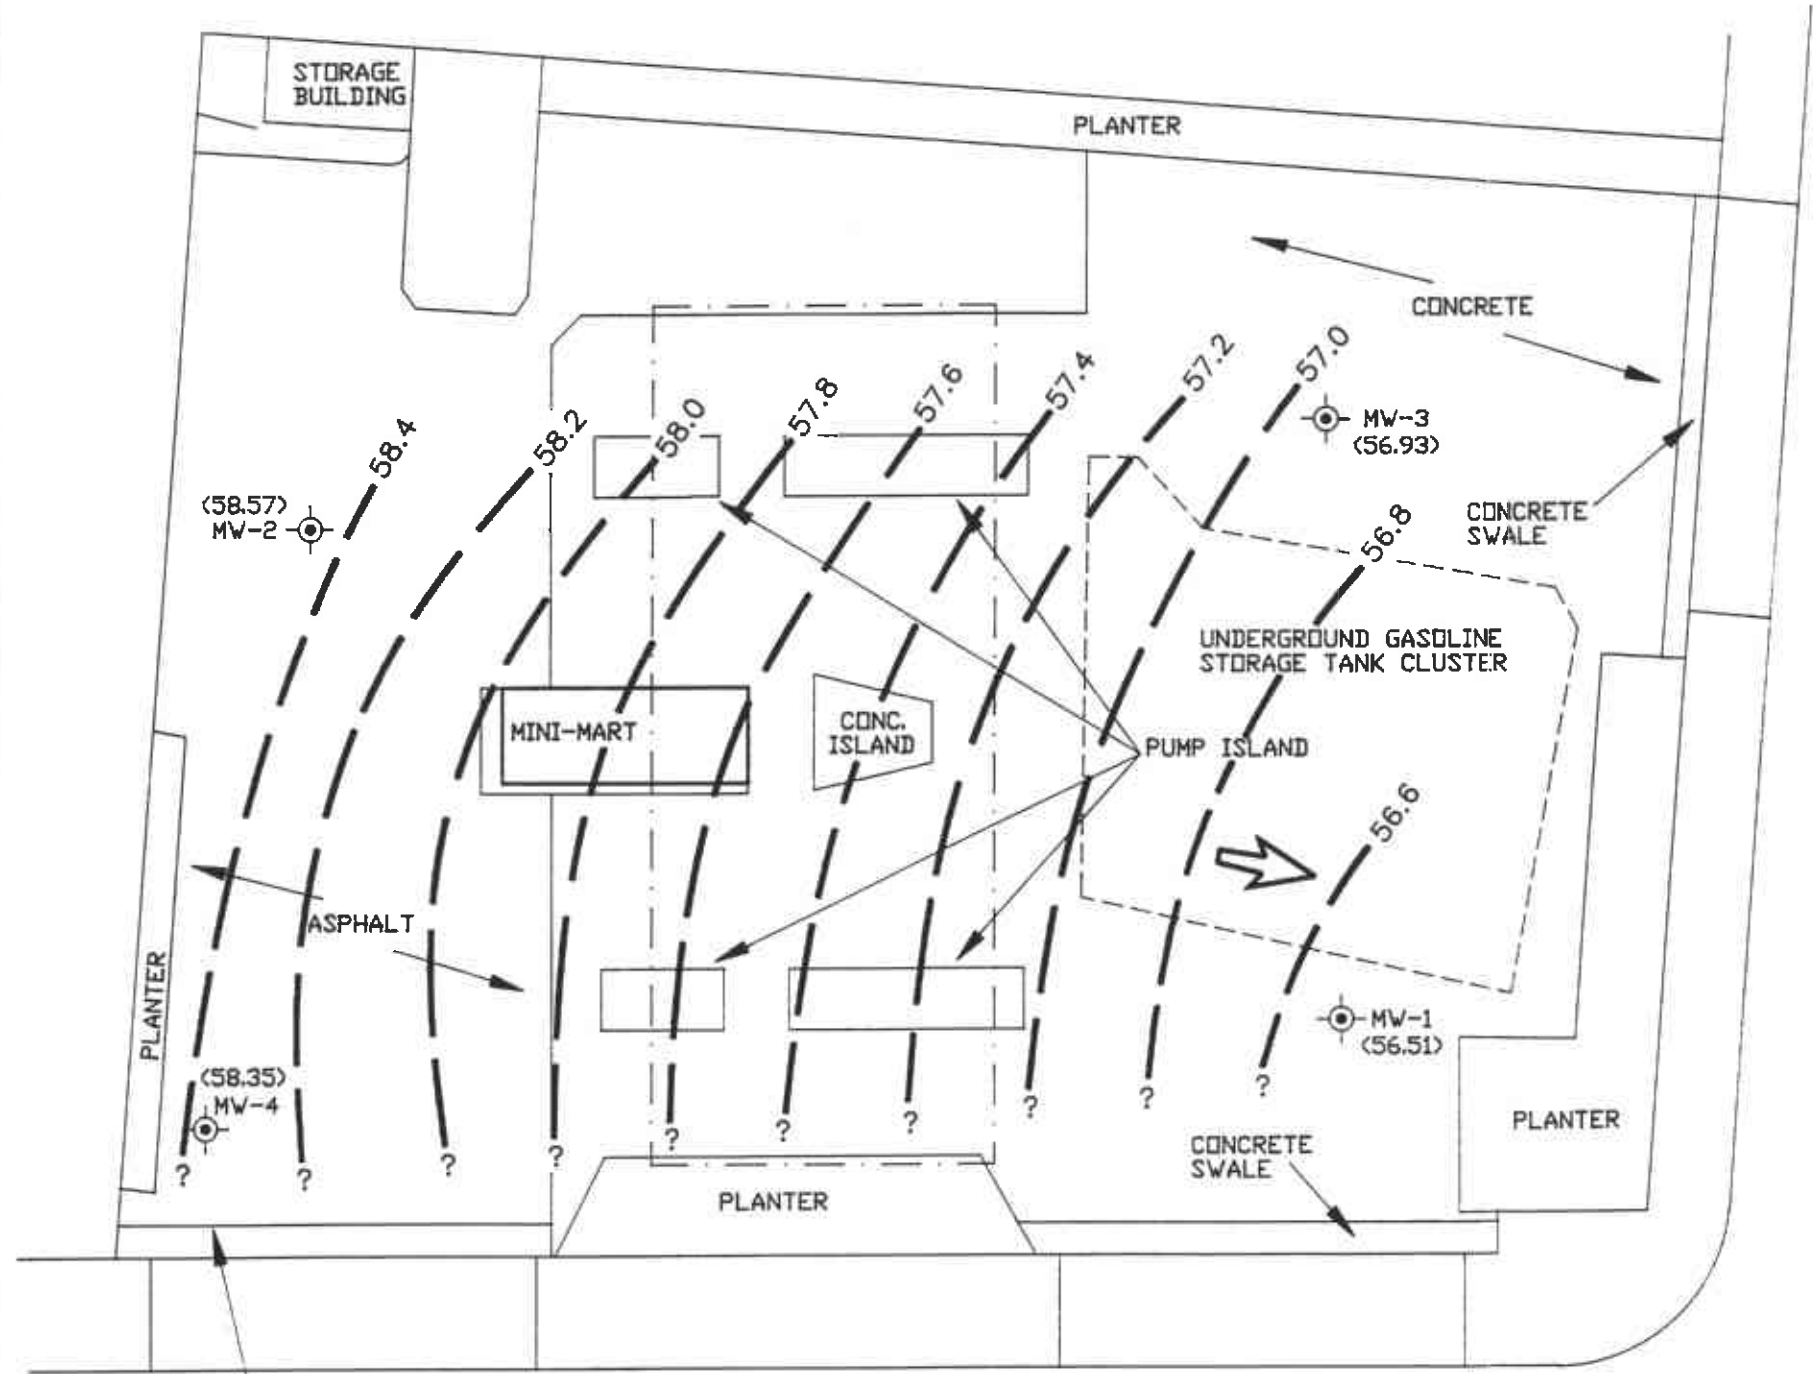 STORAGE
BUILDING
PLANTER
CONCRETE
57.2
57.0
57.4
57.6
57.8
58.0
58.2
58.4
MW-3
(56.93)
(58.57)
MW-2
CONCRETE
SWALE
56.8
UNDERGROUND GASOLINE
STORAGE TANK CLUSTER
MINI-MART
CONC.
ISLAND
PUMP ISLAND
56.6
ASPHALT
PLANTER
MW-1
(56.51)
(58.35)
MW-4
?
?
?
?
?
?
?
?
?
?
PLANTER
CONCRETE
SWALE
PLANTER